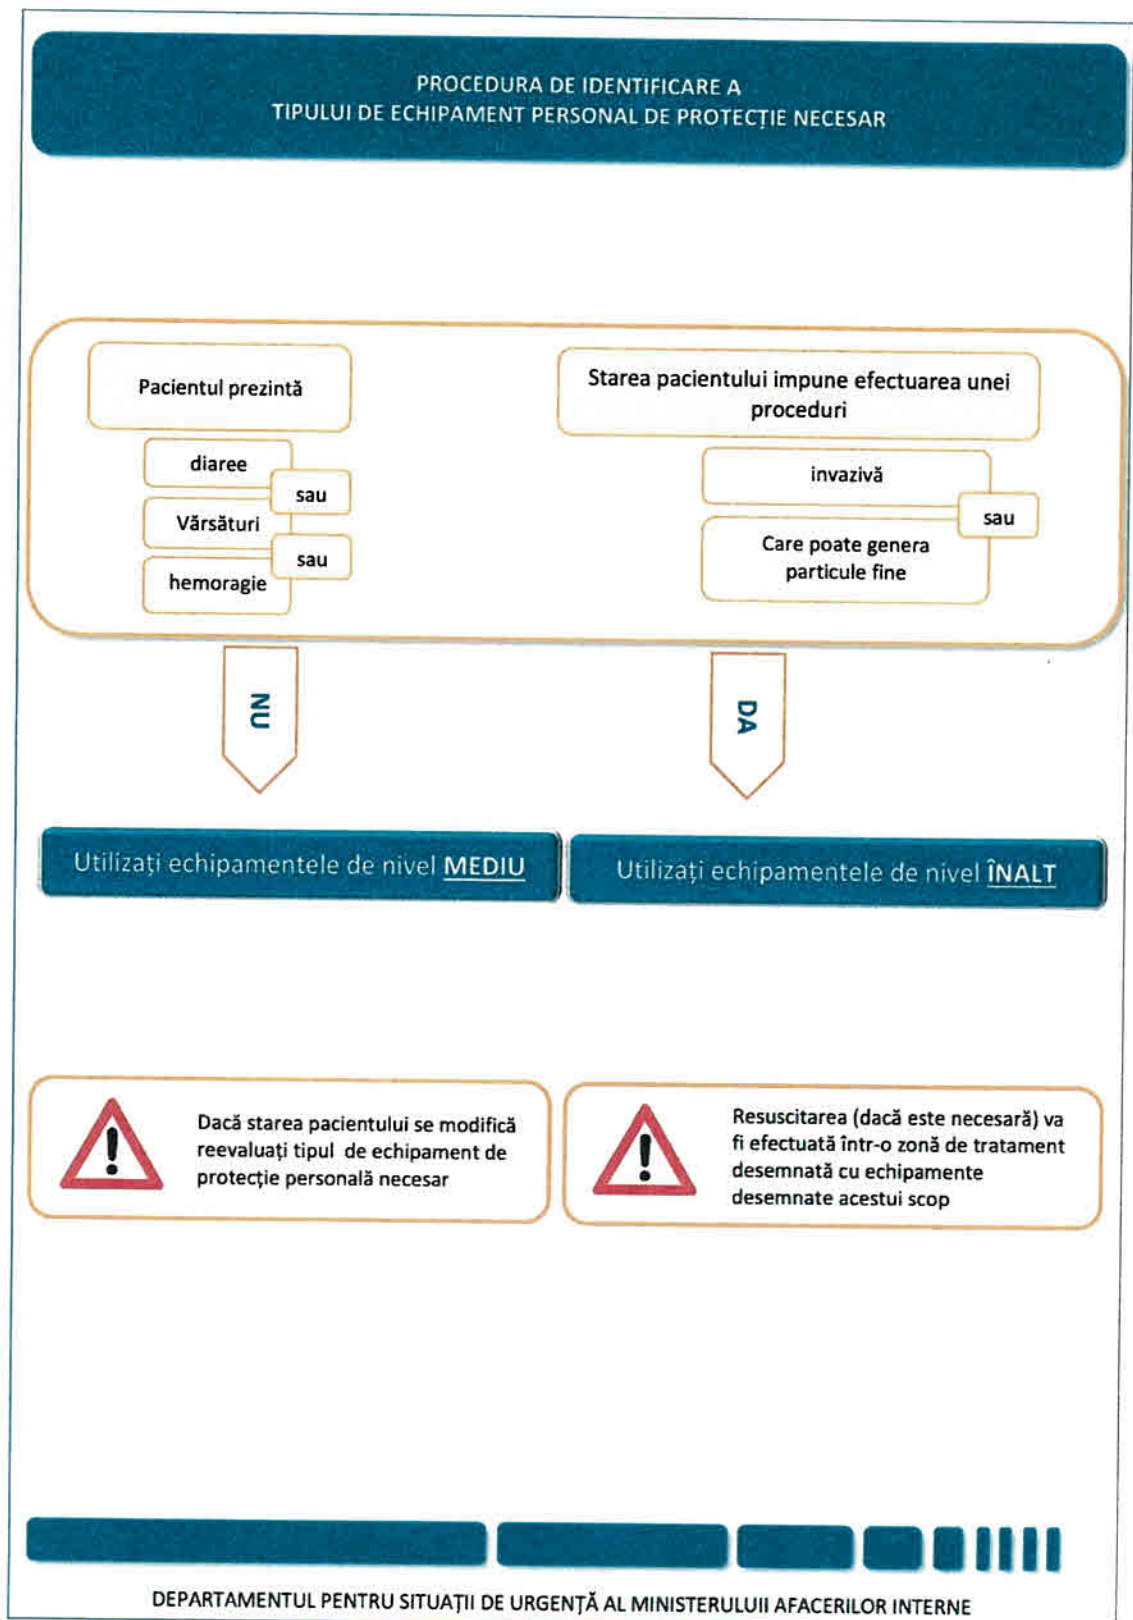 PROCEDURA DE IDENTIFICARE A
TIPULUI DE ECHIPAMENT PERSONAL DE PROTECȚIE NECESAR
Pacientul prezintă
diaree
sau
Vărsături
sau
hemoragie
Starea pacientului impune efectuarea unei
proceduri
invazivă
sau
Care poate genera
particule fine
NU
DA
Utilizați echipamentele de nivel MEDIU
Utilizați echipamentele de nivel ÎNALT
Dacă starea pacientului se modifică
reevaluați tipul de echipament de
protecție personală necesar
Resuscitarea (dacă este necesară) va
fi efectuată într-o zonă de tratament
desemnată cu echipamente
desemnate acestui scop
DEPARTAMENTUL PENTRU SITUAȚII DE URGENȚĂ AL MINISTERULUII AFACERILOR INTERNE